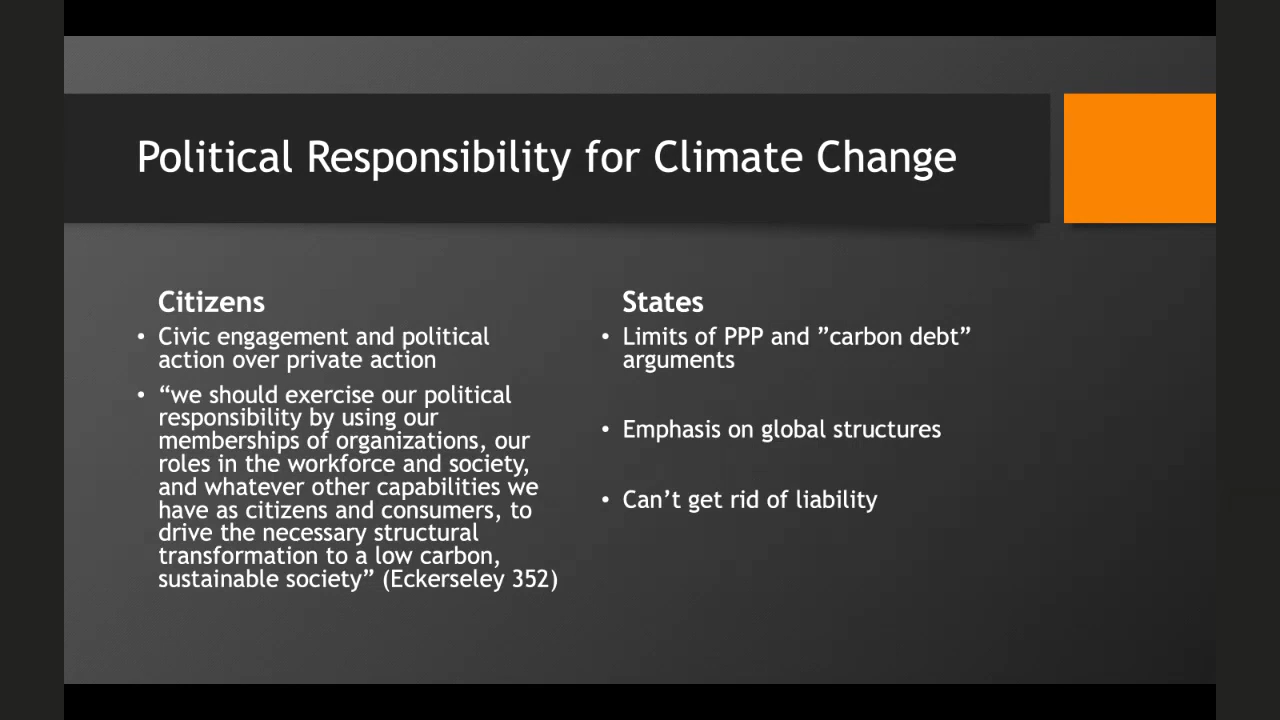 Political Responsibility for Climate Change
Citizens
• Civic engagement and political
action over private action
• “we should exercise our political
responsibility by using our
memberships of organizations, our
roles in the workforce and society,
and whatever other capabilities we
have as citizens and consumers, to
drive the necessary structural
transformation to a low carbon,
sustainable society” (Eckerseley 352)
States
• Limits of PPP and ”carbon debt”
arguments
• Emphasis on global structures
• Can’t get rid of liability